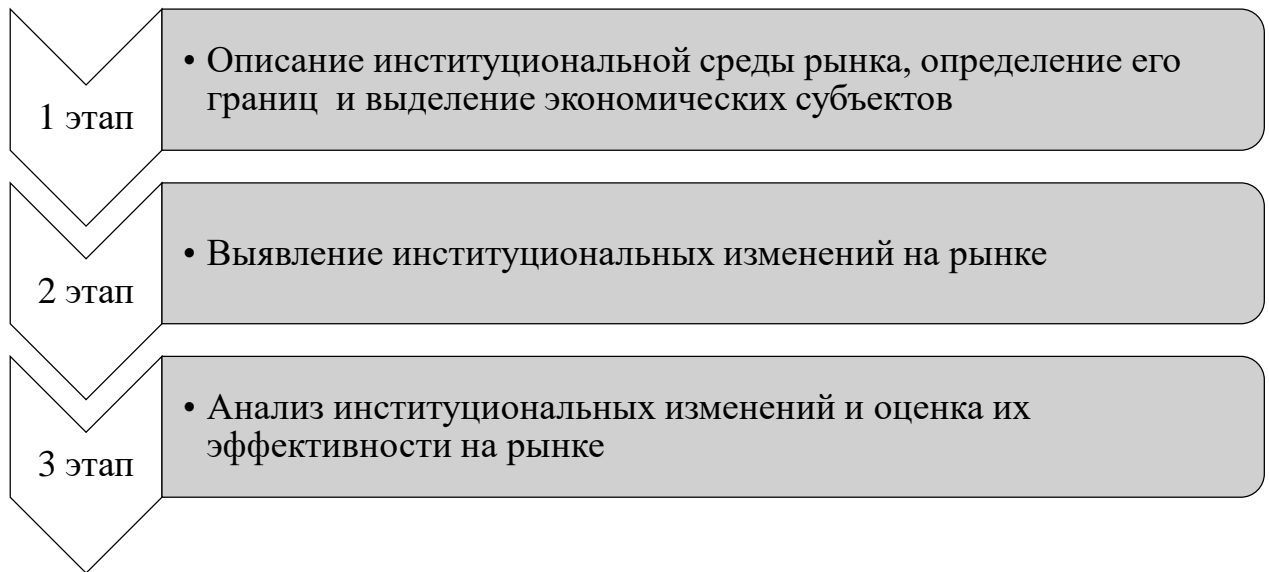 1 этап
• Описание институциональной среды рынка, определение его
границ и выделение экономических субъектов
2 этап
• Выявление институциональных изменений на рынке
3 этап
• Анализ институциональных изменений и оценка их
эффективности на рынке